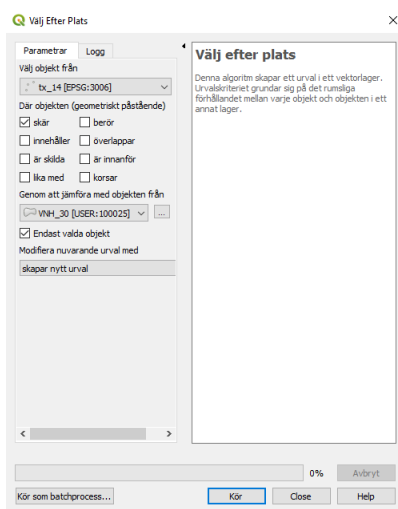 Välj Efter Plats
Parametrar Logg
Välj objekt från
tx_14 [EPSG:3006]
Där objekten (geometriskt påstående)
skär berör
innehåller överlappar
är skilda är innanför
lika med korsar
Genom att jämföra med objekten från
VNH_30 [USER:100025] ...
Endast valda objekt
Modifiera nuvarande urval med
skapar nytt urval
Välj efter plats
Denna algoritm skapar ett urval i ett vektorlager.
Urvalskriteriet grundar sig på det rumsliga
förhållandet mellan varje objekt och objekten i ett
annat lager.
0% Avbryt
Kör som batchprocess... Kör Close Help